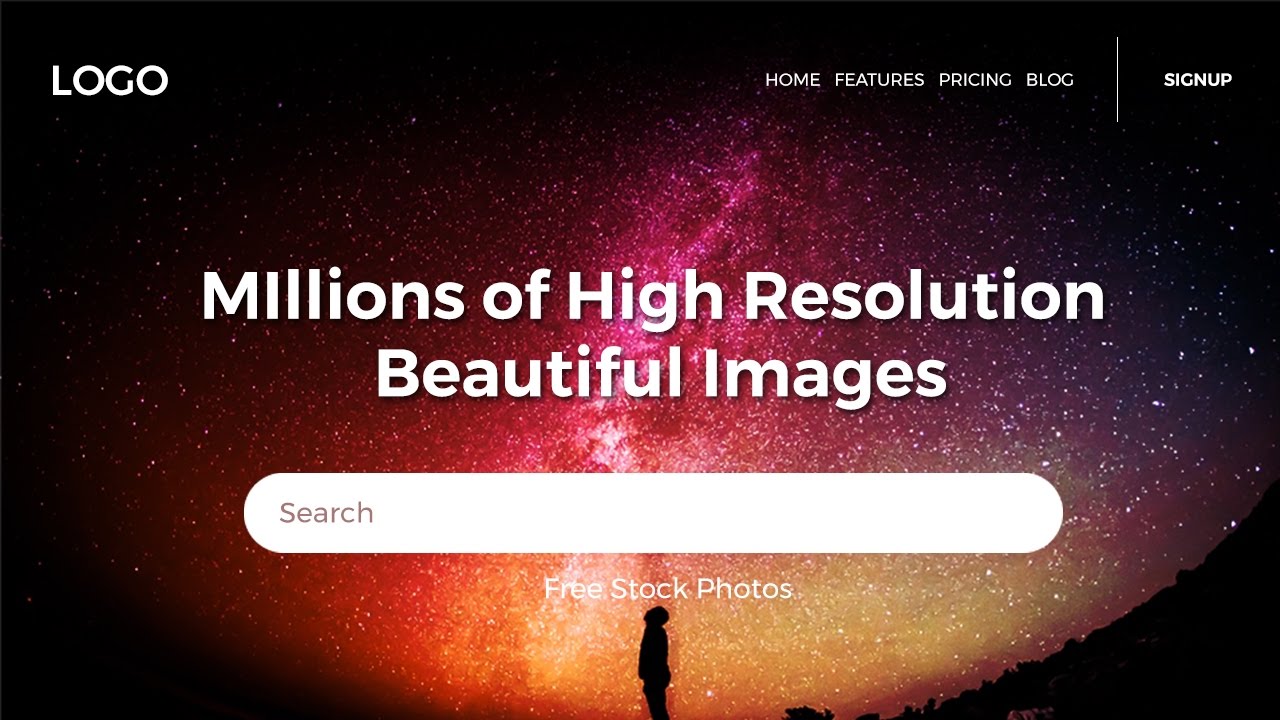 LOGO
HOME FEATURES PRICING BLOG SIGNUP
MIllions of High Resolution
Beautiful Images
Search
Free Stock Photos